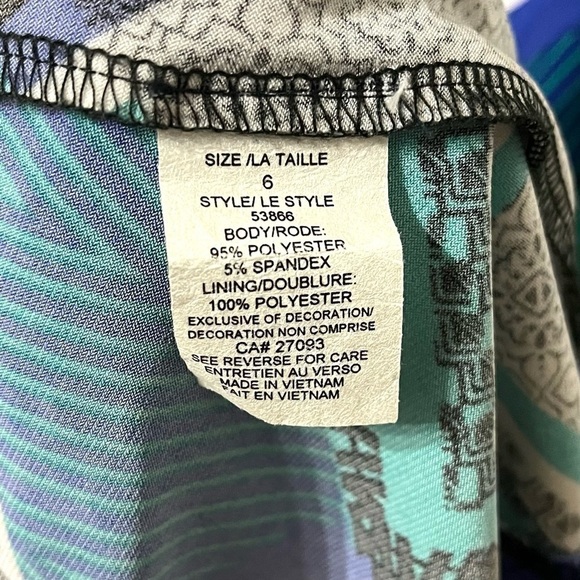 SIZE /LA TAILLE
6
STYLE/ LE STYLE
53866
BODY/RODE:
95% POLYESTER
5% SPANDEX
LINING/DOUBLURE:
100% POLYESTER
EXCLUSIVE OF DECORATION/
DECORATION NON COMPRISE
CA# 27093
SEE REVERSE FOR CARE
ENTRETIEN AU VERSO
MADE IN VIETNAM
FAIT EN VIETNAM